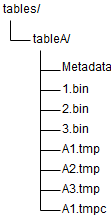 tables/
tableA/
Metadata
1.bin
2.bin
3.bin
A1.tmp
A2.tmp
A3.tmp
A1.tmpc